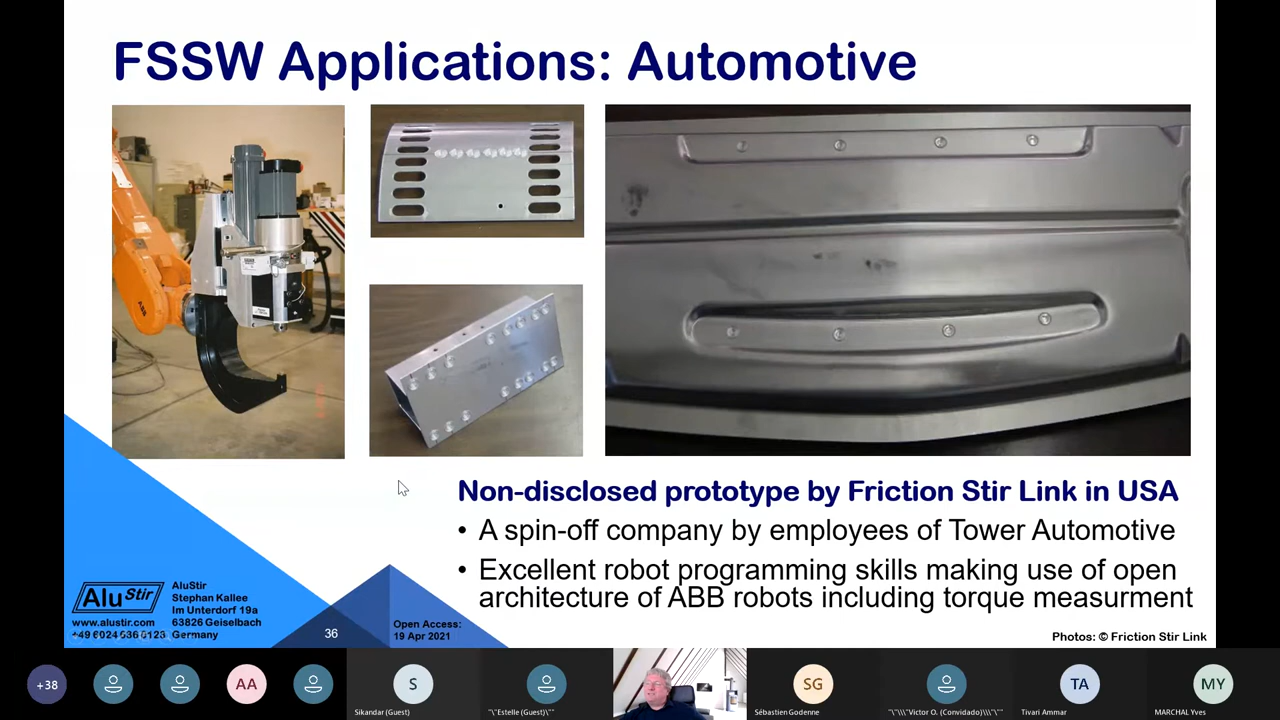 FSSW Applications: Automotive
ABB
Non-disclosed prototype by Friction Stir Link in USA
• A spin-off company by employees of Tower Automotive
• Excellent robot programming skills making use of open
architecture of ABB robots including torque measurment
AluStir
AluStir
Stephan Kallee
Im Unterdorf 19a
www.alustir.com 63826 Geiselbach
+49 6024 636 0123 Germany
36
Open Access:
19 Apr 2021
Photos: © Friction Stir Link
+38
AA
S
SG
TA
MY
Sikandar (Guest)
"\"Estelle (Guest)\""
Sébastien Godenne
"\"\\\"Victor O. (Convidado)\\\"\"
Tivari Ammar
MARCHAL Yves